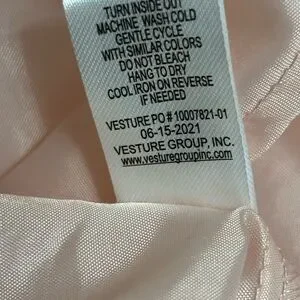 TURN INSIDE OUT
MACHINE WASH COLD
GENTLE CYCLE
WITH SIMILAR COLORS
DO NOT BLEACH
HANG TO DRY
COOL IRON ON REVERSE
IF NEEDED
VESTURE PO # 10007821-01
06-15-2021
VESTURE GROUP, INC.
www.vesturegroupinc.com